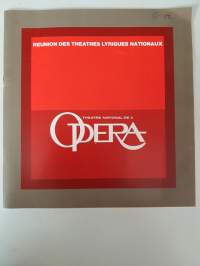 REUNION DES THEATRES LYRIQUES NATIONAUX
THEATRE NATIONAL DE L'
OPERA